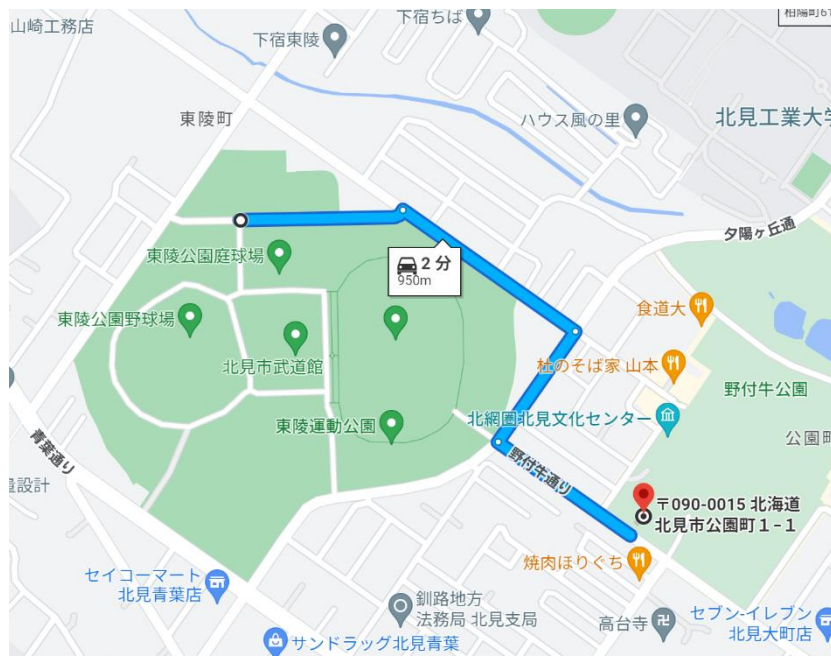 山崎工務店
下宿ちば
下宿東陵
東陵町
ハウス風の里
北見工業大学
夕陽ヶ丘通
東陵公園庭球場
2 分
950m
東陵公園野球場
北見市武道館
食道大
杜のそば家 山本
野付牛公園
東陵運動公園
北網圏北見文化センター
公園町
青葉通り
野付牛通り
設計
〒090-0015 北海道
北見市公園町1−1
焼肉ほりぐち
セイコーマート
北見青葉店
釧路地方
法務局 北見支局
高台寺
セブン-イレブン
北見大町店
サンドラッグ北見青葉